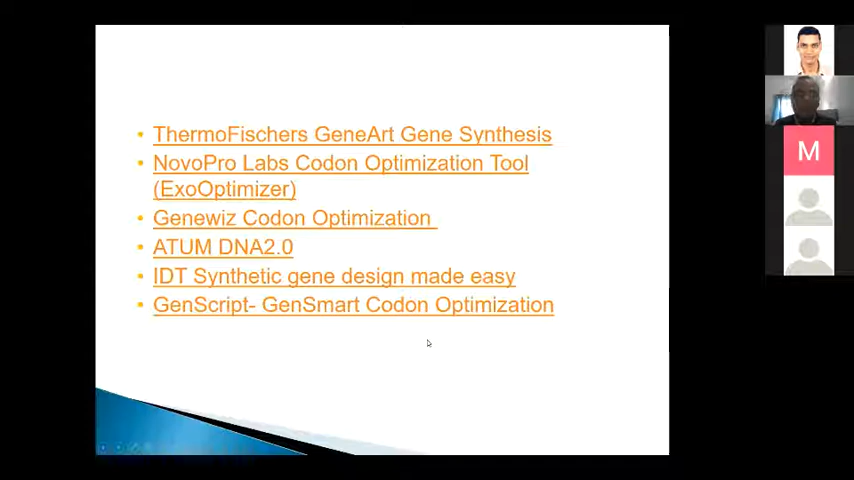 ThermoFischers GeneArt Gene Synthesis
NovoPro Labs Codon Optimization Tool
(ExoOptimizer)
Genewiz Codon Optimization
ATUM DNA2.0
IDT Synthetic gene design made easy
GenScript- GenSmart Codon Optimization
M